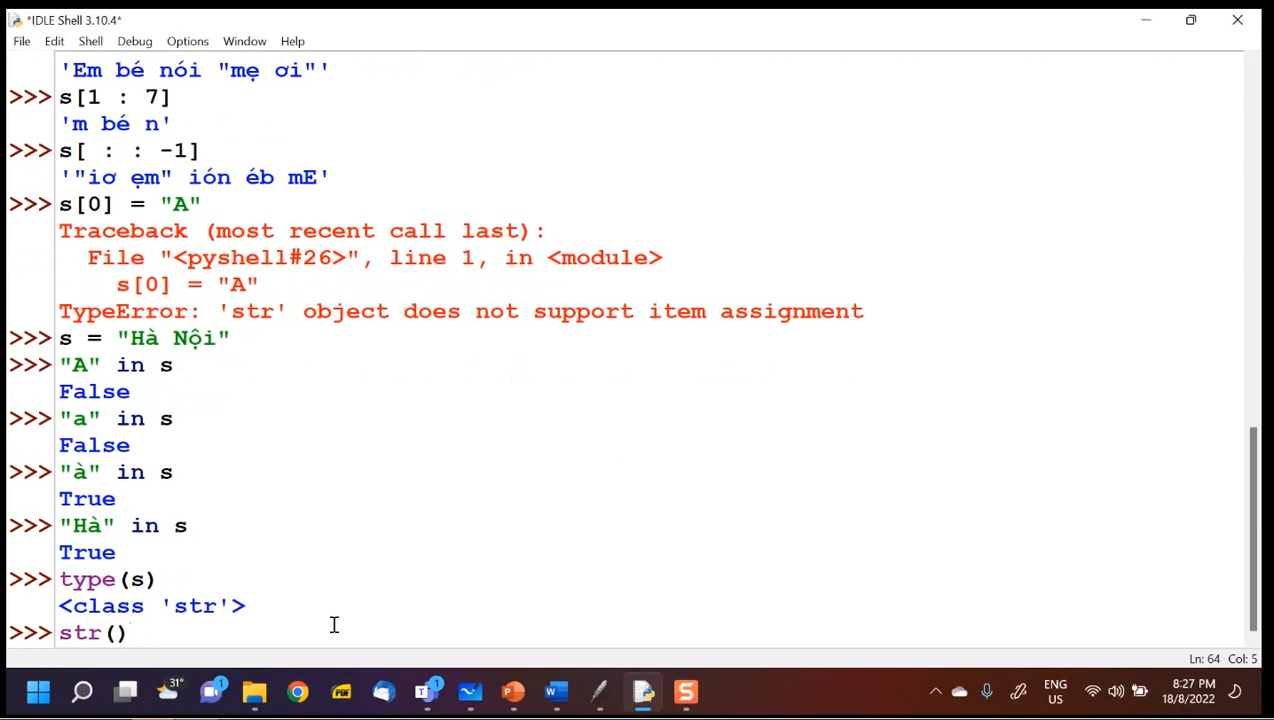 *IDLE Shell 3.10.4*
File Edit Shell Debug Options Window Help
'Em bé nói "mẹ ơi"'
>>> s[1 : 7]
'm bé n'
>>> s[ : : -1]
'"iơ ẹm" ión éb mE'
>>> s[0] = "A"
Traceback (most recent call last):
File "<pyshell#26>", line 1, in <module>
s[0] = "A"
TypeError: 'str' object does not support item assignment
>>> s = "Hà Nội"
>>> "A" in s
False
>>> "a" in s
False
>>> "à" in s
True
>>> "Hà" in s
True
>>> type(s)
<class 'str'>
>>> str()
Ln: 64 Col: 5
31° 1 PDF 1 T W S ENG 8:27 PM
US 18/8/2022